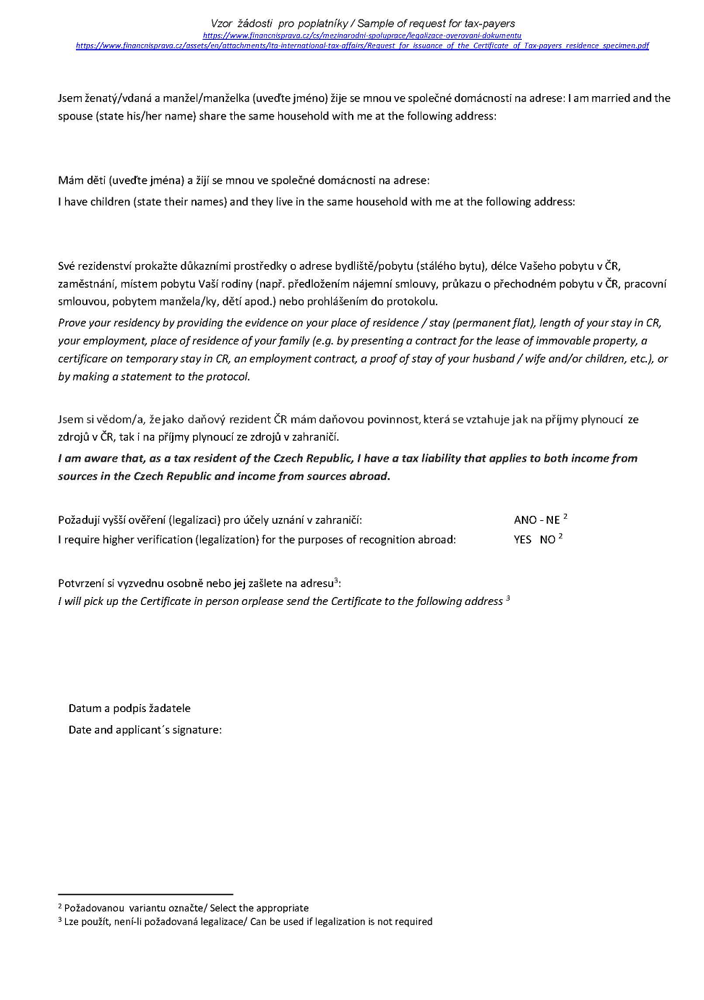 Vzor žádosti pro poplatníky / Sample of request for tax-payers
https://www.financnisprava.cz/cs/mezinarodni-spoluprace/legalizace-overovani-dokumentu
https://www.financnisprava.cz/assets/en/attachments/ita-international-tax-affairs/Request_for_issuance_of_the_Certificate_of_Tax-payers_residence_specimen.pdf
Jsem ženatý/vdaná a manžel/manželka (uveďte jméno) žije se mnou ve společné domácnosti na adrese: I am married and the
spouse (state his/her name) share the same household with me at the following address:
Mám děti (uveďte jména) a žijí se mnou ve společné domácnosti na adrese:
I have children (state their names) and they live in the same household with me at the following address:
Své rezidenství prokažte důkazními prostředky o adrese bydliště/pobytu (stálého bytu), délce Vašeho pobytu v ČR,
zaměstnání, místem pobytu Vaší rodiny (např. předložením nájemní smlouvy, průkazu o přechodném pobytu v ČR, pracovní
smlouvou, pobytem manžela/ky, dětí apod.) nebo prohlášením do protokolu.
Prove your residency by providing the evidence on your place of residence / stay (permanent flat), length of your stay in CR,
your employment, place of residence of your family (e.g. by presenting a contract for the lease of immovable property, a
certificare on temporary stay in CR, an employment contract, a proof of stay of your husband / wife and/or children, etc.), or
by making a statement to the protocol.
Jsem si vědom/a, že jako daňový rezident ČR mám daňovou povinnost, která se vztahuje jak na příjmy plynoucí ze
zdrojů v ČR, tak i na příjmy plynoucí ze zdrojů v zahraničí.
I am aware that, as a tax resident of the Czech Republic, I have a tax liability that applies to both income from
sources in the Czech Republic and income from sources abroad.
Požaduji vyšší ověření (legalizaci) pro účely uznání v zahraničí: ANO - NE ²
I require higher verification (legalization) for the purposes of recognition abroad: YES NO ²
Potvrzení si vyzvednu osobně nebo jej zašlete na adresu³:
I will pick up the Certificate in person orplease send the Certificate to the following address ³
Datum a podpis žadatele
Date and applicant´s signature:
² Požadovanou variantu označte/ Select the appropriate
³ Lze použít, není-li požadovaná legalizace/ Can be used if legalization is not required